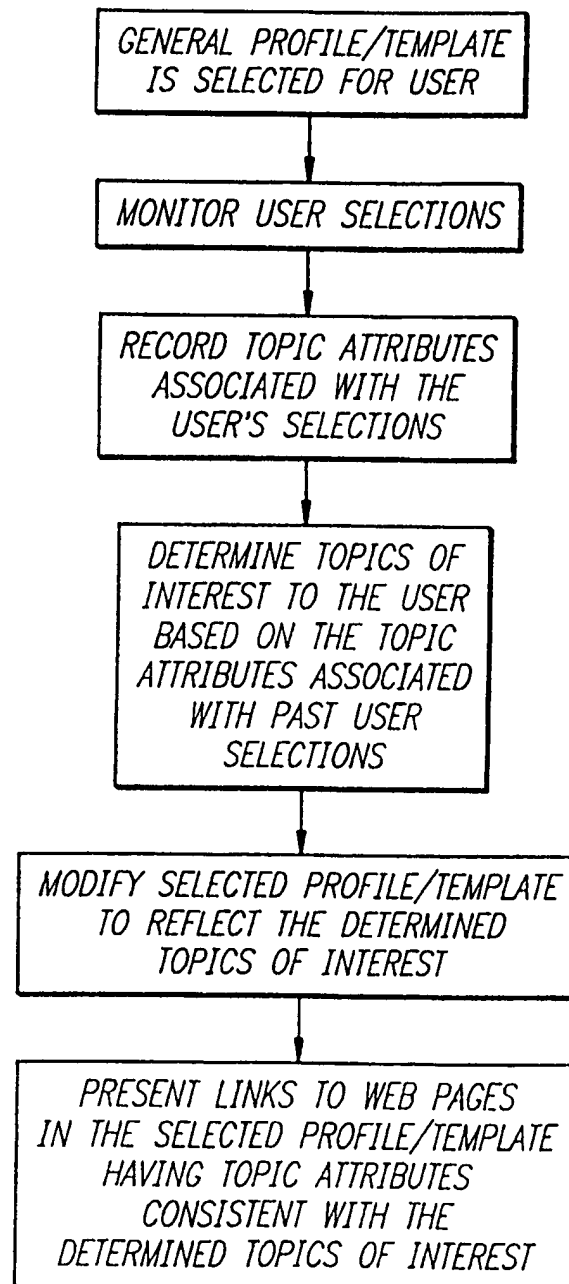 GENERAL PROFILE/TEMPLATE
IS SELECTED FOR USER
MONITOR USER SELECTIONS
RECORD TOPIC ATTRIBUTES
ASSOCIATED WITH THE
USER'S SELECTIONS
DETERMINE TOPICS OF
INTEREST TO THE USER
BASED ON THE TOPIC
ATTRIBUTES ASSOCIATED
WITH PAST USER
SELECTIONS
MODIFY SELECTED PROFILE/TEMPLATE
TO REFLECT THE DETERMINED
TOPICS OF INTEREST
PRESENT LINKS TO WEB PAGES
IN THE SELECTED PROFILE/TEMPLATE
HAVING TOPIC ATTRIBUTES
CONSISTENT WITH THE
DETERMINED TOPICS OF INTEREST